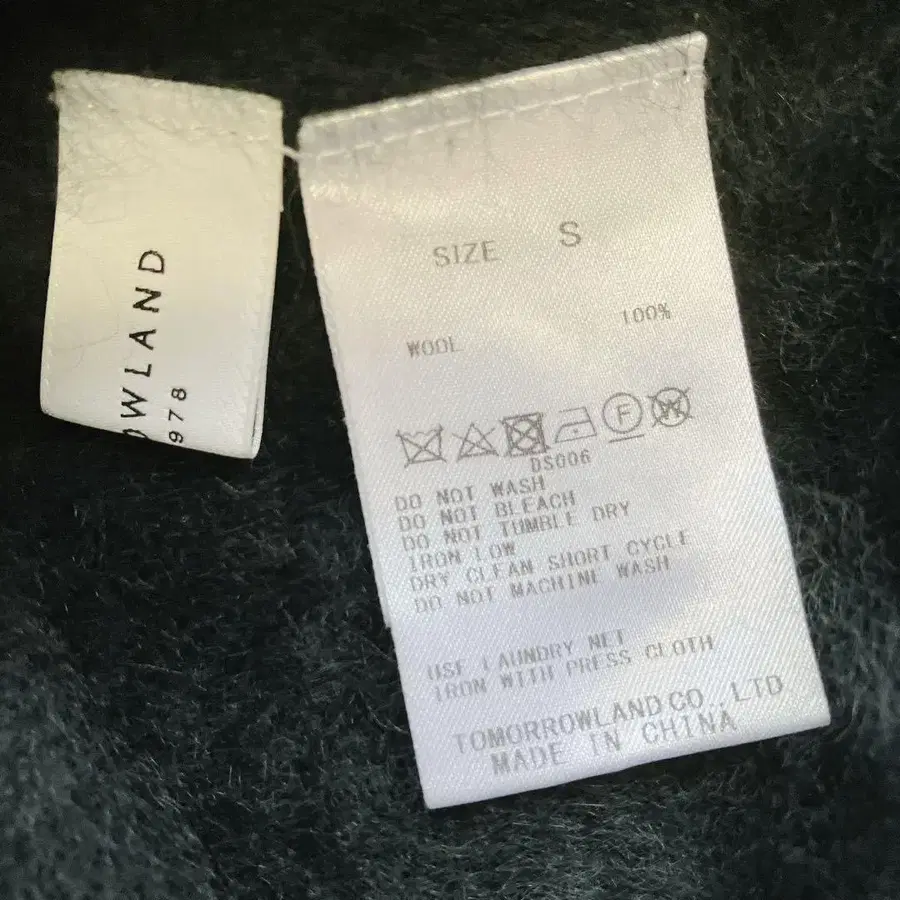 OWLAND
978
SIZE S
WOOL 100%
F W
DS006
DO NOT WASH
DO NOT BLEACH
DO NOT TUMBLE DRY
IRON LOW
DRY CLEAN SHORT CYCLE
DO NOT MACHINE WASH
USE LAUNDRY NET
IRON WITH PRESS CLOTH
TOMORROWLAND CO., LTD
MADE IN CHINA